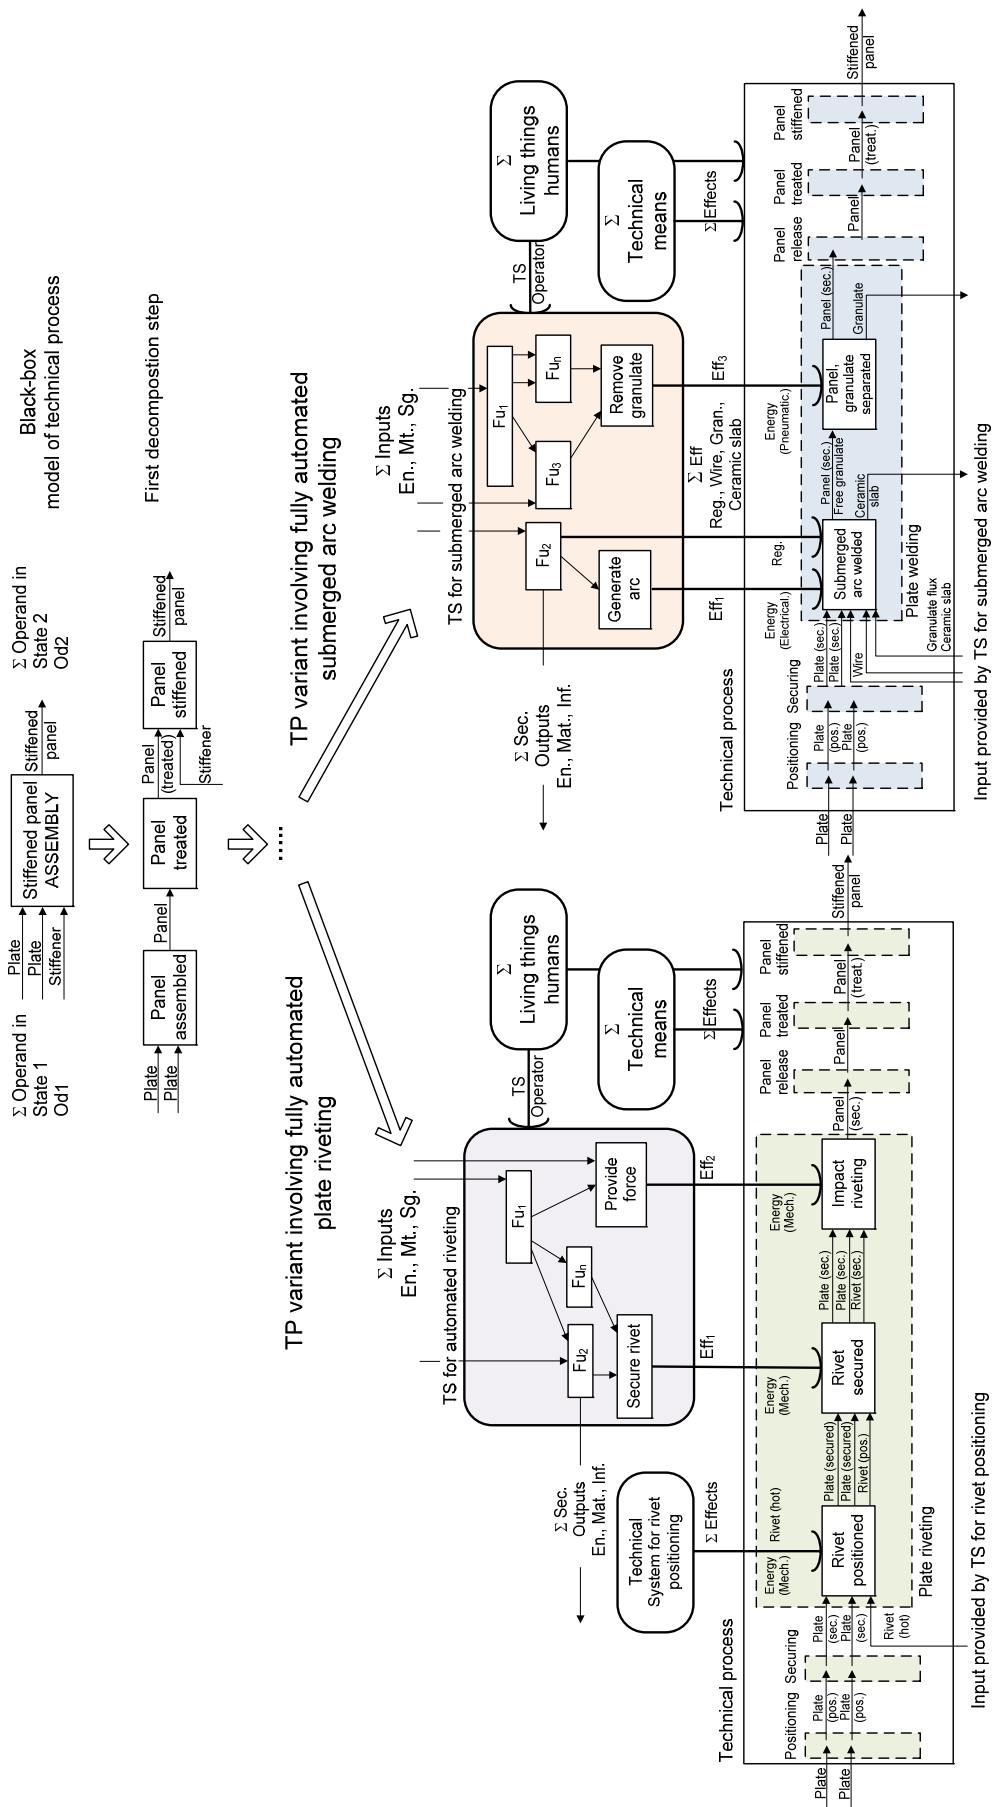 Black-box
model of technical process
Σ Operand in
State 1
Od1
Plate
Plate
Stiffener
Stiffened panel
ASSEMBLY
Stiffened
panel
Σ Operand in
State 2
Od2
First decompostion step
Plate
Plate
Panel
assembled
Panel
Panel
treated
Panel
(treated)
Stiffener
Panel
stiffened
Stiffened
panel
.....
TP variant involving fully automated
plate riveting
Σ Inputs
En., Mt., Sg.
TS for automated riveting
Fu1
Fu2
Fun
Secure rivet
Provide
force
TS
Operator
Σ
Living things
humans
Σ
Technical
means
Σ Effects
Σ Sec.
Outputs
En., Mat., Inf.
Technical
System for rivet
positioning
Σ Effects
Eff1
Eff2
Technical process
Plate
Plate
Positioning
Plate
(pos.)
Plate
(pos.)
Securing
Plate
(sec.)
Plate
(sec.)
Rivet
(hot)
Energy
(Mech.)
Rivet (hot)
Rivet
positioned
Plate (secured)
Plate (secured)
Rivet (pos.)
Energy
(Mech.)
Rivet
secured
Plate (sec.)
Plate (sec.)
Rivet (sec.)
Energy
(Mech.)
Impact
riveting
Plate riveting
Panel
(sec.)
Panel
release
Panel
Panel
treated
Panel
(treat.)
Panel
stiffened
Stiffened
panel
Input provided by TS for rivet positioning
TP variant involving fully automated
submerged arc welding
Σ Inputs
En., Mt., Sg.
TS for submerged arc welding
Fu1
Fu2
Fu3
Fun
Generate
arc
Remove
granulate
TS
Operator
Σ
Living things
humans
Σ
Technical
means
Σ Effects
Σ Sec.
Outputs
En., Mat., Inf.
Eff1
Σ Eff
Reg., Wire, Gran.,
Ceramic slab
Eff3
Technical process
Plate
Plate
Positioning
Plate
(pos.)
Plate
(pos.)
Securing
Plate (sec.)
Plate (sec.)
Wire
Granulate flux
Ceramic slab
Energy
(Electrical.)
Reg.
Submerged
arc welded
Panel (sec.)
Free granulate
Ceramic
slab
Energy
(Pneumatic.)
Panel,
granulate
separated
Plate welding
Panel (sec.)
Granulate
Panel
release
Panel
Panel
treated
Panel
(treat.)
Panel
stiffened
Stiffened
panel
Input provided by TS for submerged arc welding